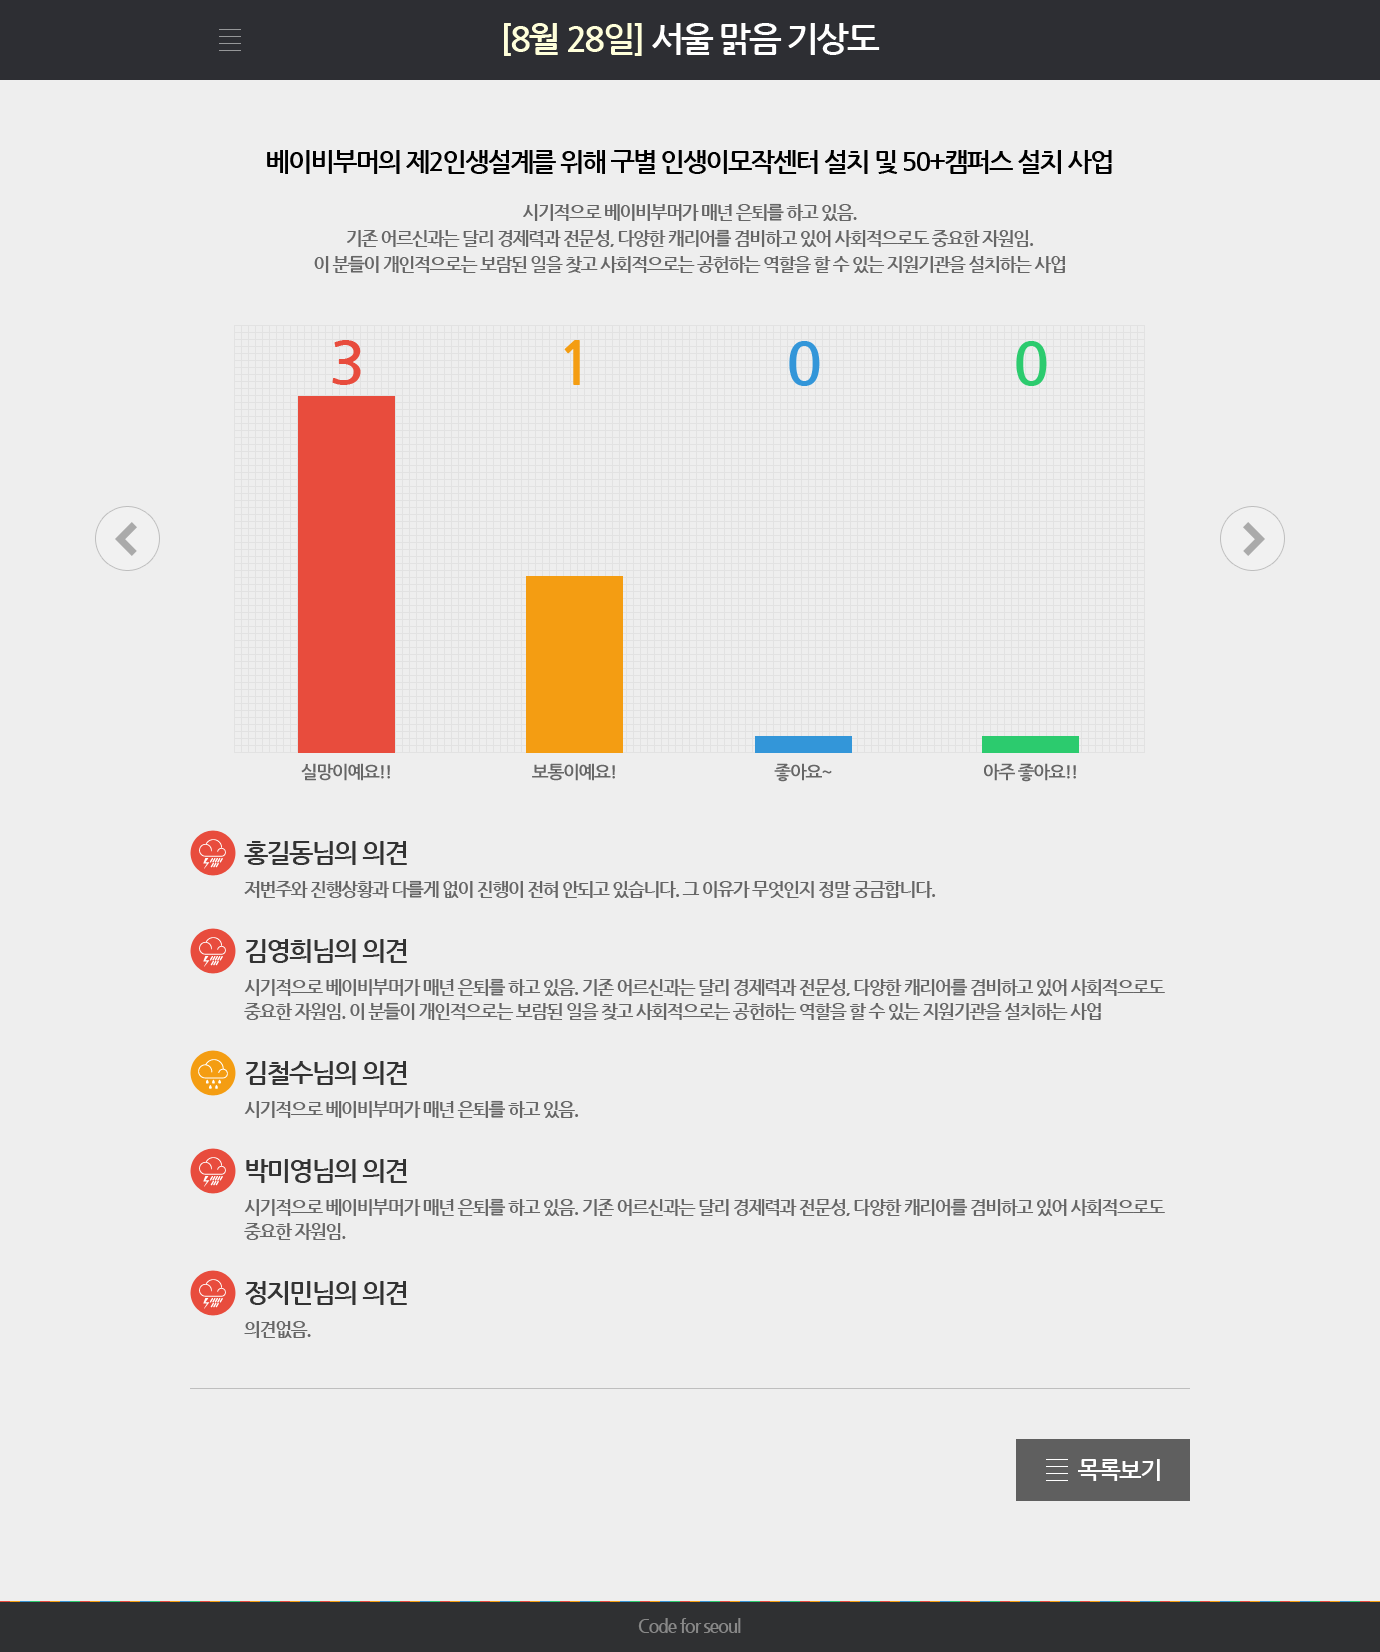 [8월 28일] 서울 맑음 기상도
베이비부머의 제2인생설계를 위해 구별 인생이모작센터 설치 및 50+캠퍼스 설치 사업
시기적으로 베이비부머가 매년 은퇴를 하고 있음.
기존 어르신과는 달리 경제력과 전문성, 다양한 캐리어를 겸비하고 있어 사회적으로도 중요한 자원임.
이 분들이 개인적으로는 보람된 일을 찾고 사회적으로는 공헌하는 역할을 할 수 있는 지원기관을 설치하는 사업
3 1 0 0
실망이예요!! 보통이예요! 좋아요~ 아주 좋아요!!
홍길동님의 의견
저번주와 진행상황과 다를게 없이 진행이 전혀 안되고 있습니다. 그 이유가 무엇인지 정말 궁금합니다.
김영희님의 의견
시기적으로 베이비부머가 매년 은퇴를 하고 있음. 기존 어르신과는 달리 경제력과 전문성, 다양한 캐리어를 겸비하고 있어 사회적으로도
중요한 자원임. 이 분들이 개인적으로는 보람된 일을 찾고 사회적으로는 공헌하는 역할을 할 수 있는 지원기관을 설치하는 사업
김철수님의 의견
시기적으로 베이비부머가 매년 은퇴를 하고 있음.
박미영님의 의견
시기적으로 베이비부머가 매년 은퇴를 하고 있음. 기존 어르신과는 달리 경제력과 전문성, 다양한 캐리어를 겸비하고 있어 사회적으로도
중요한 자원임.
정지민님의 의견
의견없음.
목록보기
Code for seoul